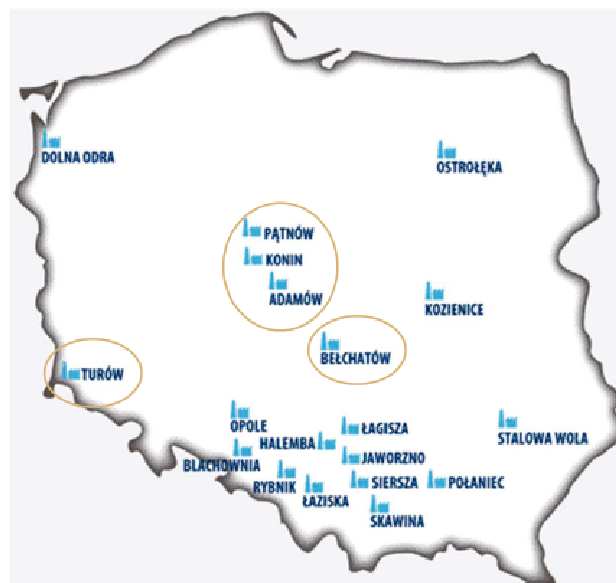 DOLNA ODRA
OSTROŁĘKA
PĄTNÓW
KONIN
ADAMÓW
KOZIENICE
BEŁCHATÓW
TURÓW
OPOLE
ŁAGISZA
STALOWA WOLA
HALEMBA
BLACHOWNIA
JAWORZNO
RYBNIK
SIERSZA
POŁANIEC
ŁAZISKA
SKAWINA